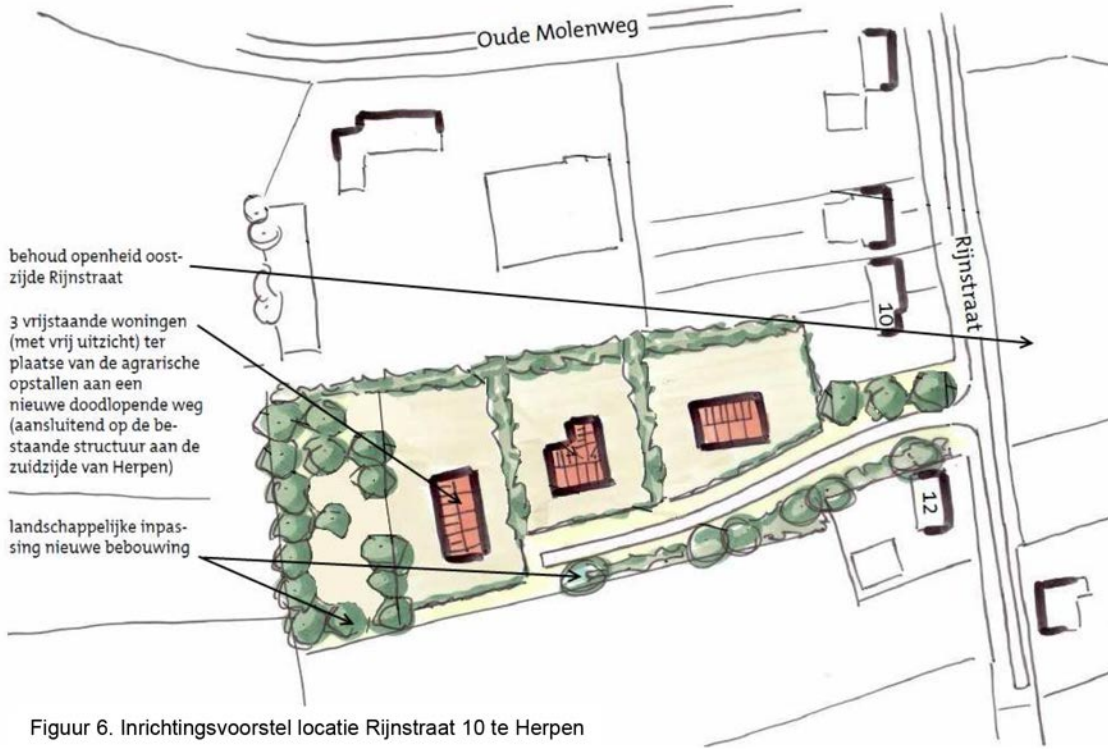 Oude Molenweg
Rijnstraat
behoud openheid oost-
zijde Rijnstraat
10
3 vrijstaande woningen
(met vrij uitzicht) ter
plaatse van de agrarische
opstallen aan een
nieuwe doodlopende weg
(aansluitend op de be-
staande structuur aan de
zuidzijde van Herpen)
12
landschappelijke inpas-
sing nieuwe bebouwing
Figuur 6. Inrichtingsvoorstel locatie Rijnstraat 10 te Herpen